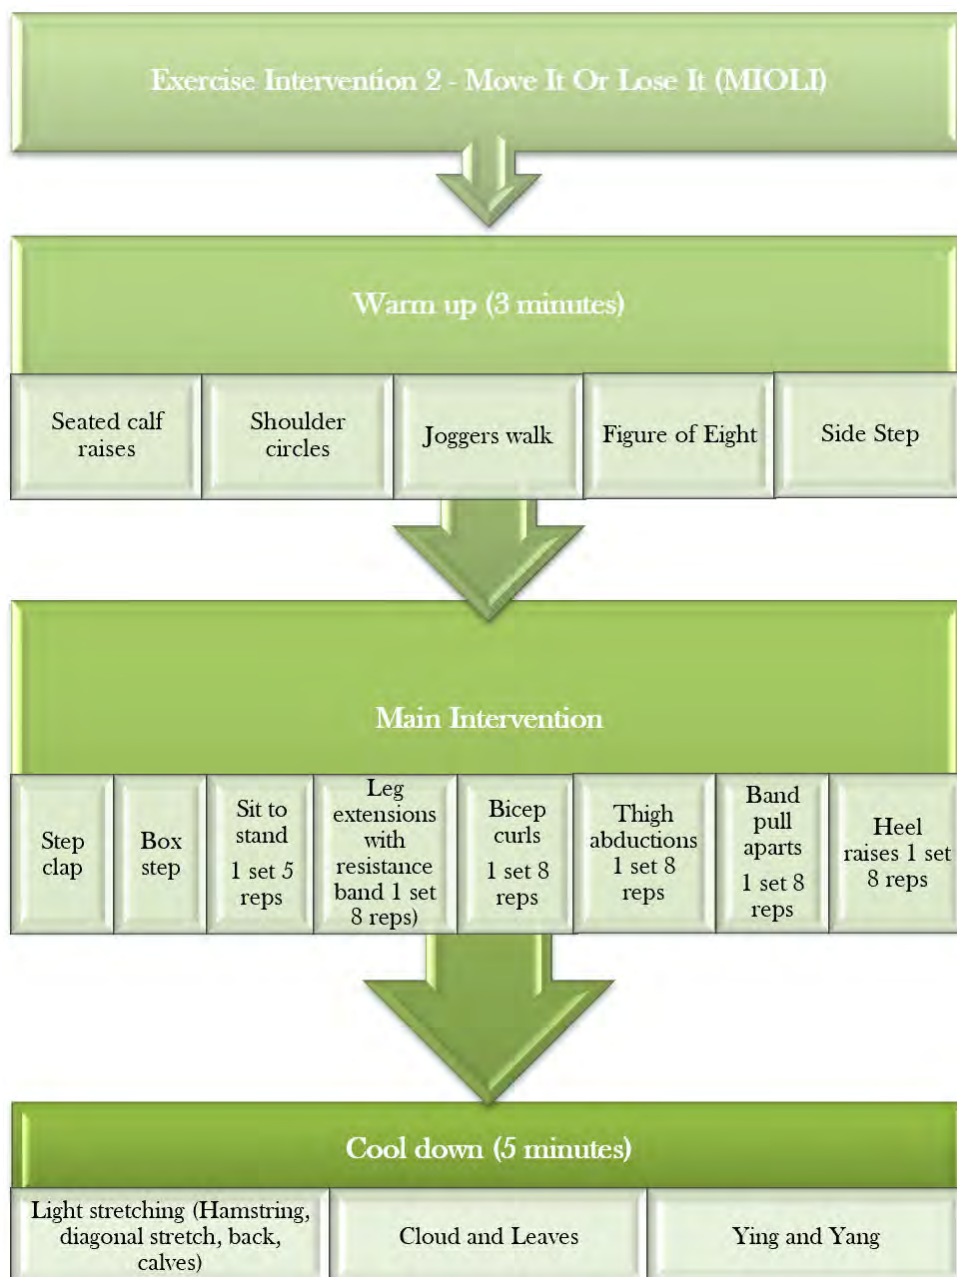 Exercise Intervention 2 - Move It Or Lose It (MIOLI)
Warm up (3 minutes)
Seated calf
raises
Shoulder
circles
Joggers walk
Figure of Eight
Side Step
Main Intervention
Step
clap
Box
step
Sit to
stand
1 set 5
reps
Leg
extensions
with
resistance
band 1 set
8 reps)
Bicep
curls
1 set 8
reps
Thigh
abductions
1 set 8
reps
Band
pull
aparts
1 set 8
reps
Heel
raises 1 set
8 reps
Cool down (5 minutes)
Light stretching (Hamstring,
diagonal stretch, back,
calves)
Cloud and Leaves
Ying and Yang